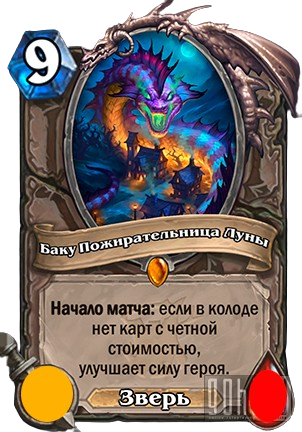 9
Баку Пожирательница Луны
Начало матча: если в колоде
нет карт с четной
стоимостью,
улучшает силу героя.
Зверь